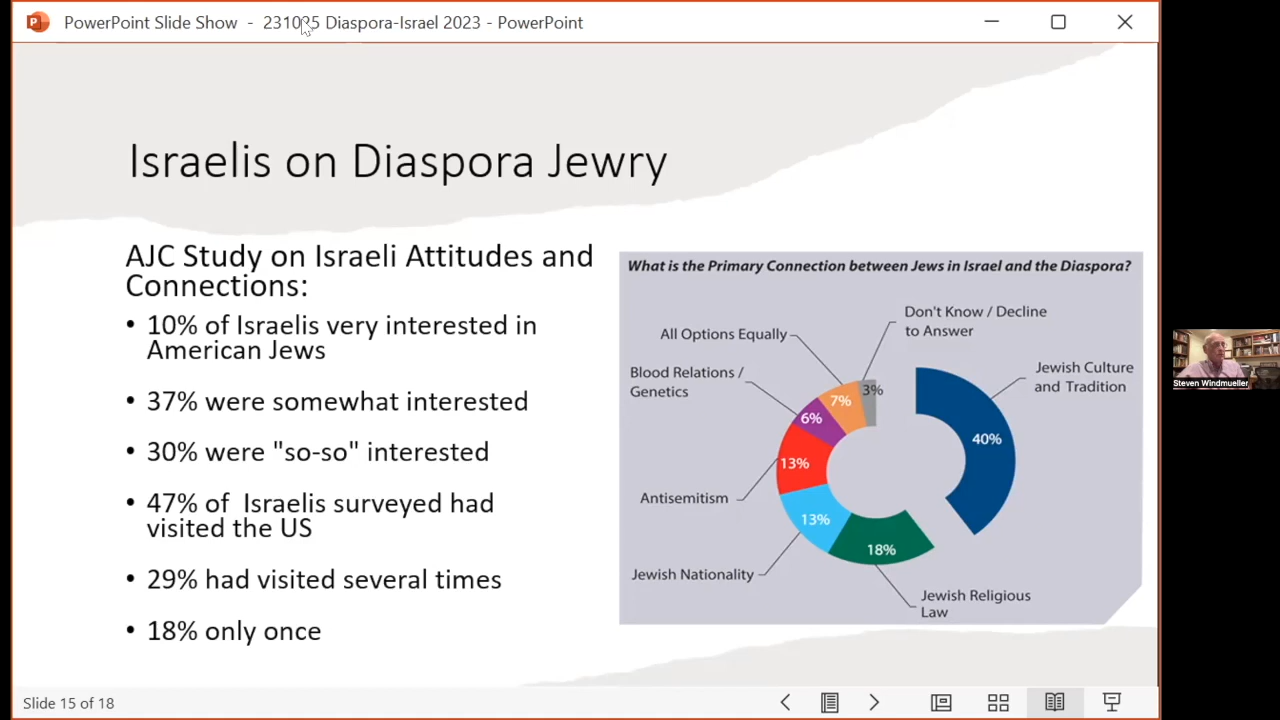 PowerPoint Slide Show - 231025 Diaspora-Israel 2023 - PowerPoint
Israelis on Diaspora Jewry
AJC Study on Israeli Attitudes and
Connections:
• 10% of Israelis very interested in
American Jews
• 37% were somewhat interested
• 30% were "so-so" interested
• 47% of Israelis surveyed had
visited the US
• 29% had visited several times
• 18% only once
What is the Primary Connection between Jews in Israel and the Diaspora?
Don't Know / Decline
to Answer
All Options Equally
Jewish Culture
and Tradition
Blood Relations /
Genetics
3%
7%
6%
40%
13%
Antisemitism
13%
18%
Jewish Nationality
Jewish Religious
Law
Steven Windmueller
Slide 15 of 18